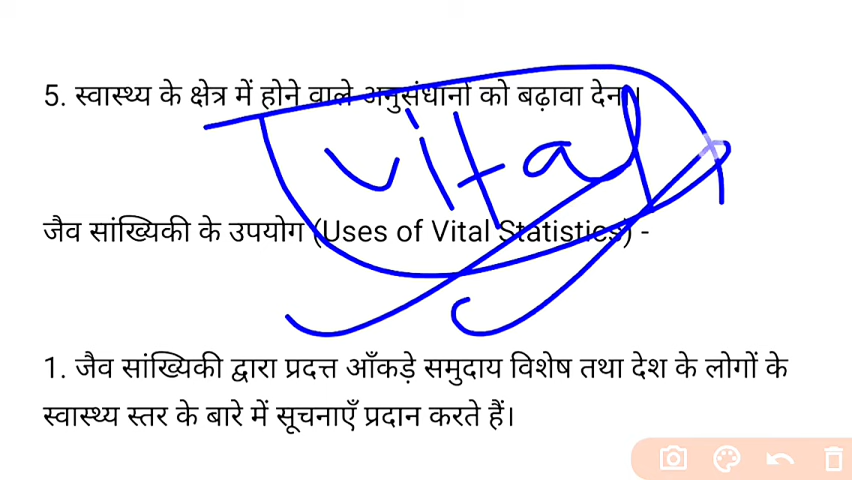 5. स्वास्थ्य के क्षेत्र में होने वाले अनुसंधानों को बढ़ावा देना।
vital
जैव सांख्यिकी के उपयोग (Uses of Vital Statistics) -
1. जैव सांख्यिकी द्वारा प्रदत्त आँकड़े समुदाय विशेष तथा देश के लोगों के
स्वास्थ्य स्तर के बारे में सूचनाएँ प्रदान करते हैं।